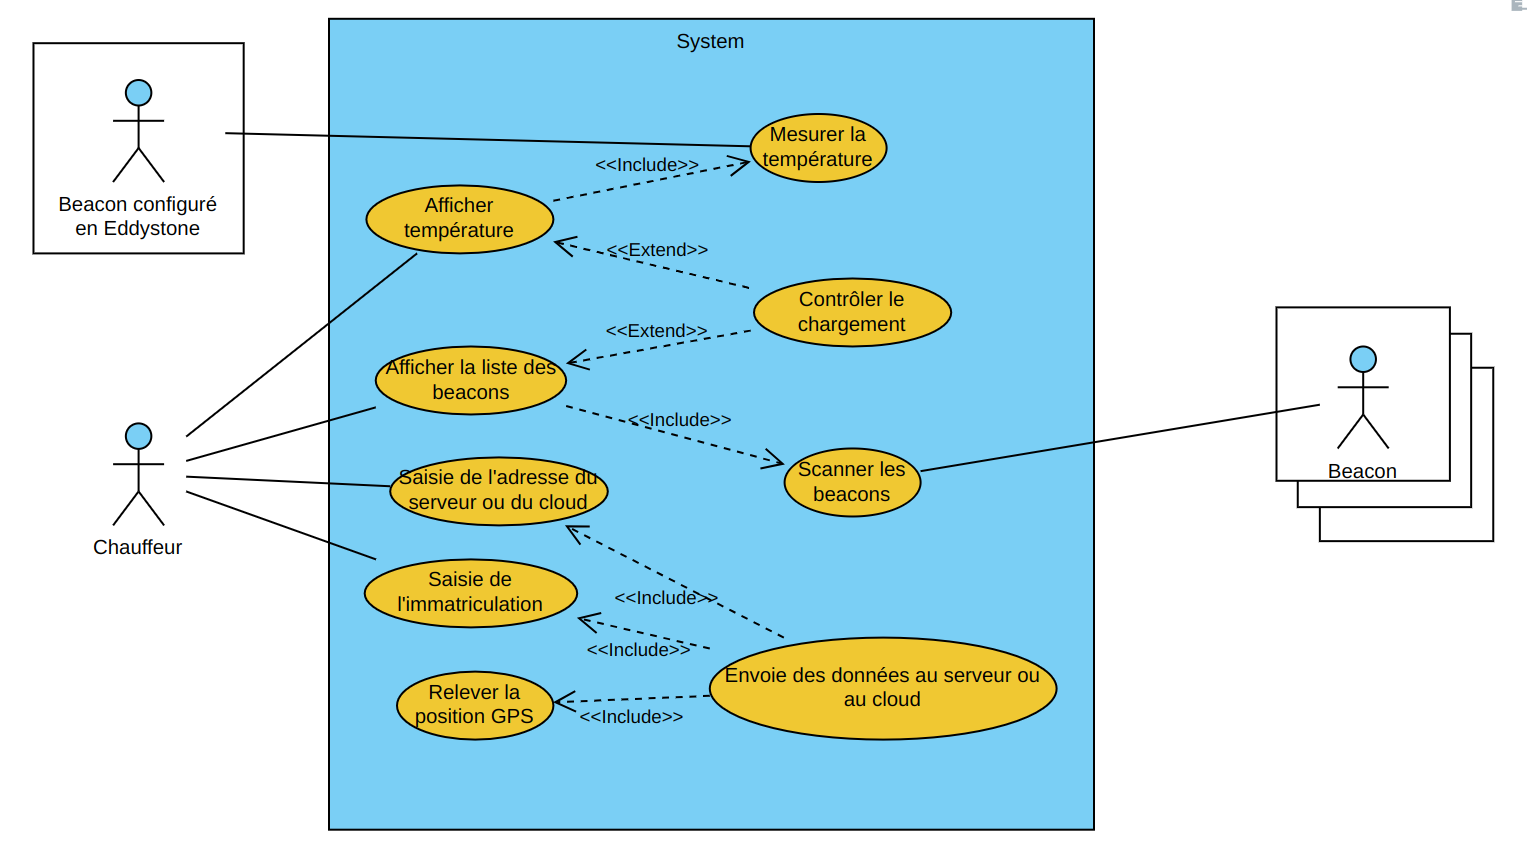 System
Beacon configuré
en Eddystone
Mesurer la
température
<<Include>>
Afficher
température
<<Extend>>
Contrôler le
chargement
<<Extend>>
Afficher la liste des
beacons
<<Include>>
Scanner les
beacons
Beacon
Chauffeur
Saisie de l'adresse du
serveur ou du cloud
Saisie de
l'immatriculation
<<Include>>
<<Include>>
Envoie des données au serveur ou
au cloud
Relever la
position GPS
<<Include>>